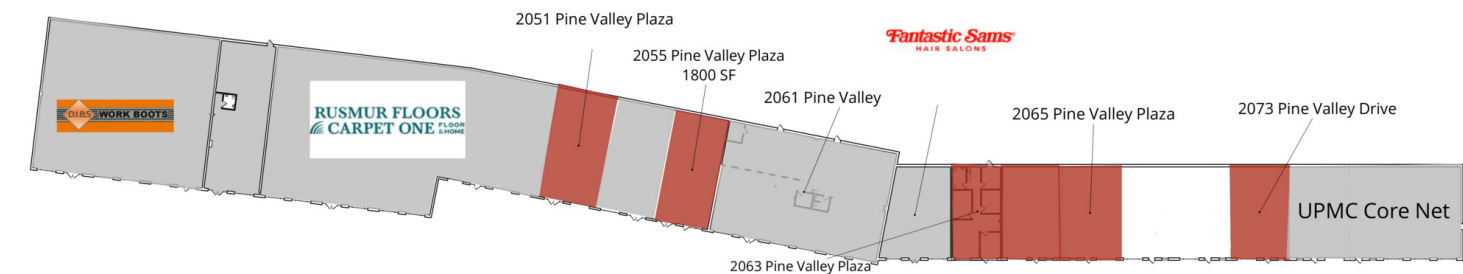 2051 Pine Valley Plaza
2055 Pine Valley Plaza
1800 SF
Fantastic Sams
HAIR SALONS
2061 Pine Valley
2065 Pine Valley Plaza
2073 Pine Valley Drive
D.I.B.S WORK BOOTS
RUSMUR FLOORS
CARPET ONE FLOOR & HOME
UPMC Core Net
2063 Pine Valley Plaza